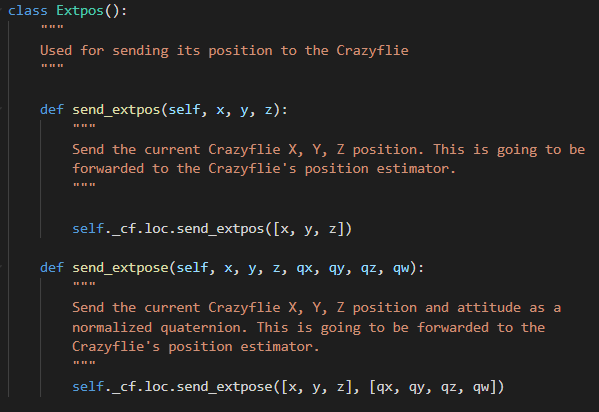 class Extpos():
"""
Used for sending its position to the Crazyflie
"""
def send_extpos(self, x, y, z):
"""
Send the current Crazyflie X, Y, Z position. This is going to be
forwarded to the Crazyflie's position estimator.
"""
self._cf.loc.send_extpos([x, y, z])
def send_extpose(self, x, y, z, qx, qy, qz, qw):
"""
Send the current Crazyflie X, Y, Z position and attitude as a
normalized quaternion. This is going to be forwarded to the
Crazyflie's position estimator.
"""
self._cf.loc.send_extpose([x, y, z], [qx, qy, qz, qw])